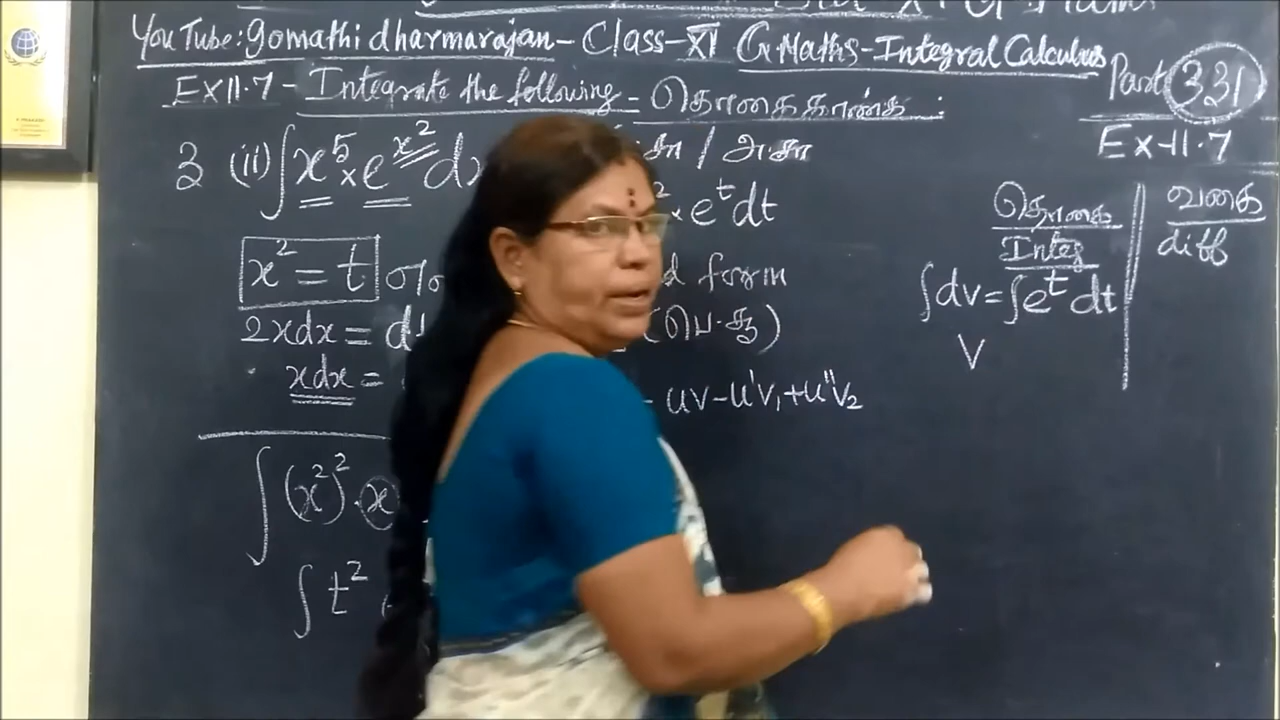 YouTube: gomathi dharmarajan - Class-XI G.Maths - Integral Calculus
Part 331
Ex 11.7 - Integrate the following - தொகைகாண்க :
Ex-11.7
3 (ii) ∫ x⁵ × e^x² dx
சா / அசா
² × e^t dt
x² = t
form
2xdx = d
(பெ.சூ)
xdx =
- uv - u'v₁ + u''v₂
∫ (x²)² . x
∫ t²
தொகை
Integ
∫dv = ∫e^t dt
v
வகை
diff